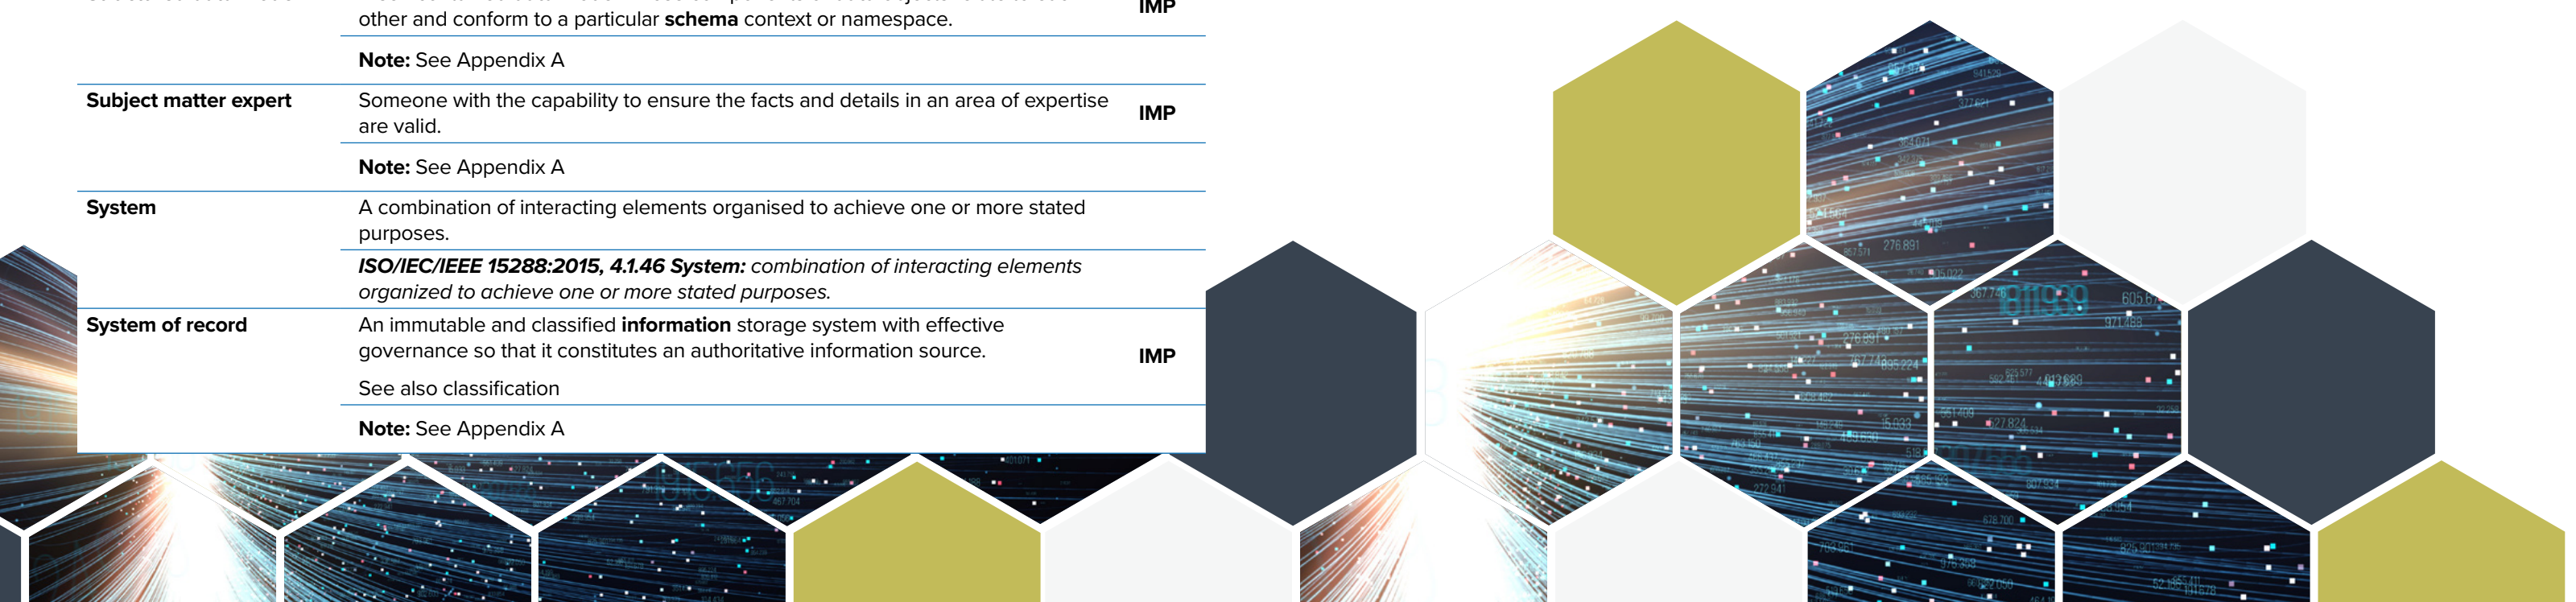 other and conform to a particular schema context or namespace.
IMP
Note: See Appendix A
Subject matter expert
Someone with the capability to ensure the facts and details in an area of expertise
are valid.
IMP
Note: See Appendix A
System
A combination of interacting elements organised to achieve one or more stated
purposes.
ISO/IEC/IEEE 15288:2015, 4.1.46 System: combination of interacting elements
organized to achieve one or more stated purposes.
System of record
An immutable and classified information storage system with effective
governance so that it constitutes an authoritative information source.
IMP
See also classification
Note: See Appendix A